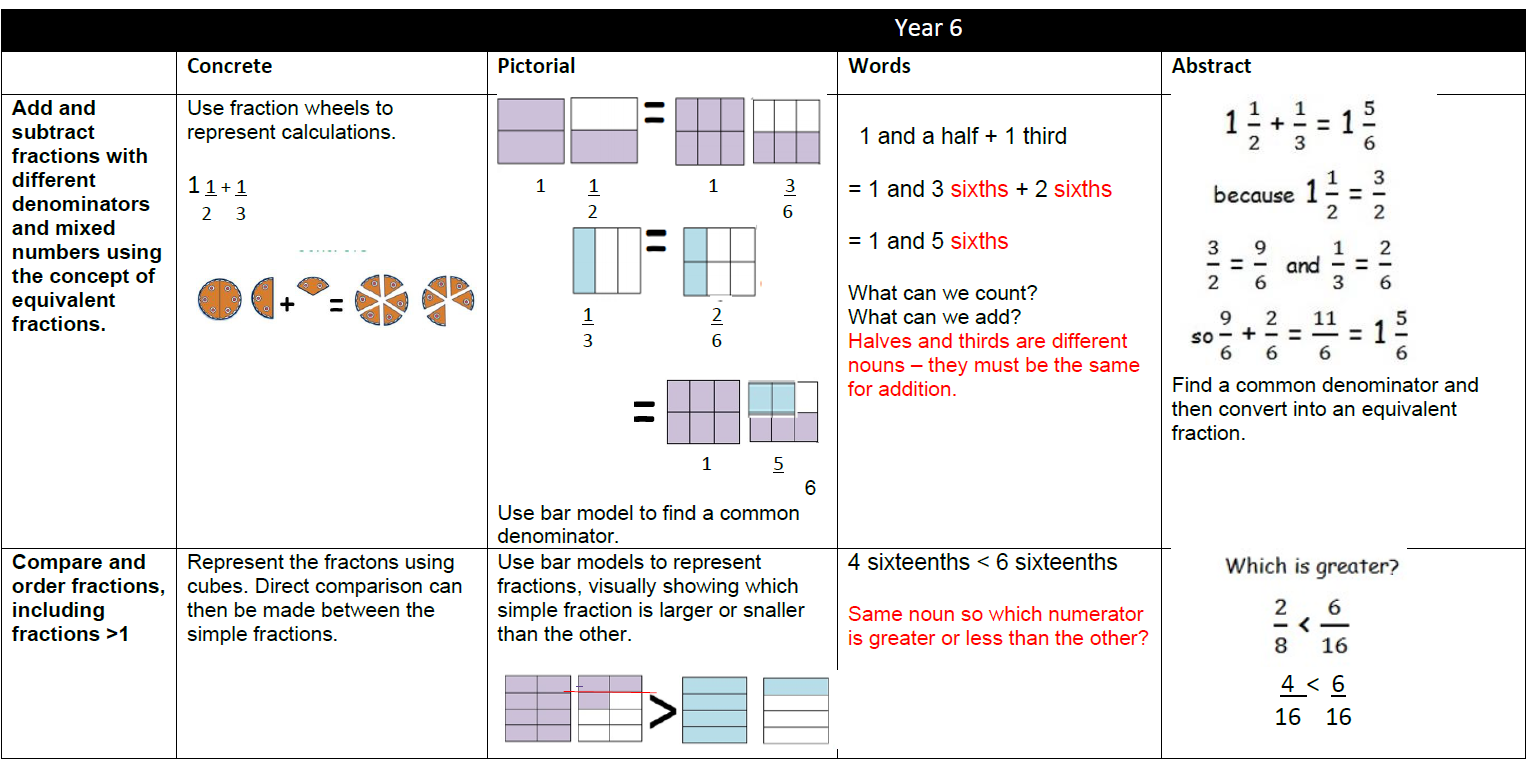 Year 6
Concrete
Pictorial
Words
Abstract
Add and
subtract
fractions with
different
denominators
and mixed
numbers using
the concept of
equivalent
fractions.
Use fraction wheels to
represent calculations.
1 1/2 + 1/3
+ =
=
1 1/2 1 3/6
=
1/3 2/6
=
1 5/6
Use bar model to find a common
denominator.
1 and a half + 1 third
= 1 and 3 sixths + 2 sixths
= 1 and 5 sixths
What can we count?
What can we add?
Halves and thirds are different
nouns – they must be the same
for addition.
1 1/2 + 1/3 = 1 5/6
because 1 1/2 = 3/2
3/2 = 9/6 and 1/3 = 2/6
so 9/6 + 2/6 = 11/6 = 1 5/6
Find a common denominator and
then convert into an equivalent
fraction.
Compare and
order fractions,
including
fractions >1
Represent the fractons using
cubes. Direct comparison can
then be made between the
simple fractions.
Use bar models to represent
fractions, visually showing which
simple fraction is larger or snaller
than the other.
>
4 sixteenths < 6 sixteenths
Same noun so which numerator
is greater or less than the other?
Which is greater?
2/8 < 6/16
4/16 < 6/16